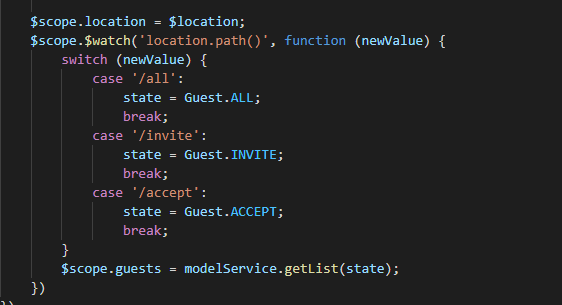 $scope.location = $location;
$scope.$watch('location.path()', function (newValue) {
switch (newValue) {
case '/all':
state = Guest.ALL;
break;
case '/invite':
state = Guest.INVITE;
break;
case '/accept':
state = Guest.ACCEPT;
break;
}
$scope.guests = modelService.getList(state);
})